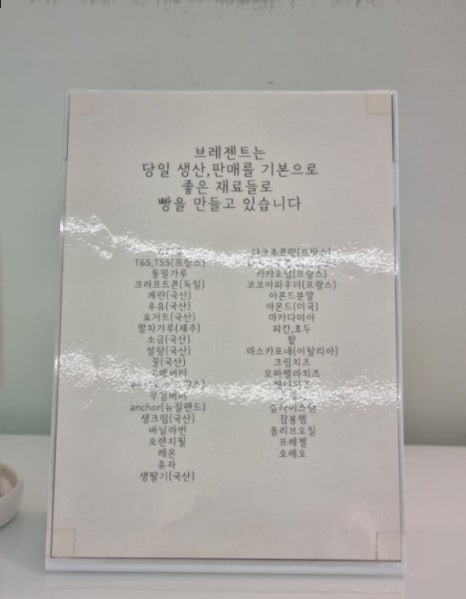 브레젠트는
당일 생산,판매를 기본으로
좋은 재료들로
빵을 만들고 있습니다
T65,T55(프랑스)
통밀가루
크라프트콘(독일)
계란(국산)
우유(국산)
요거트(국산)
말차가루(제주)
소금(국산)
설탕(국산)
꿀(국산)
무염버터
anchor(뉴질랜드)
생크림(국산)
바닐라빈
오렌지필
레몬
유자
생딸기(국산)
다크초콜릿(프랑스)
카카오닙(프랑스)
코코아파우더(프랑스)
아몬드분말
아몬드(미국)
마카다미아
피칸,호두
팥
마스카포네(이탈리아)
크림치즈
모짜렐라치즈
슬라이스햄
잠봉햄
올리브오일
프레첼
오레오